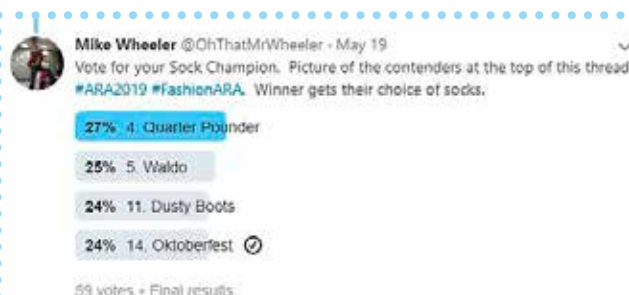 Mike Wheeler @OhThatMrWheeler · May 19
Vote for your Sock Champion. Picture of the contenders at the top of this thread
#ARA2019 #FashionARA. Winner gets their choice of socks.
27% 4. Quarter Pounder
25% 5. Waldo
24% 11. Dusty Boots
24% 14. Oktoberfest
59 votes • Final results